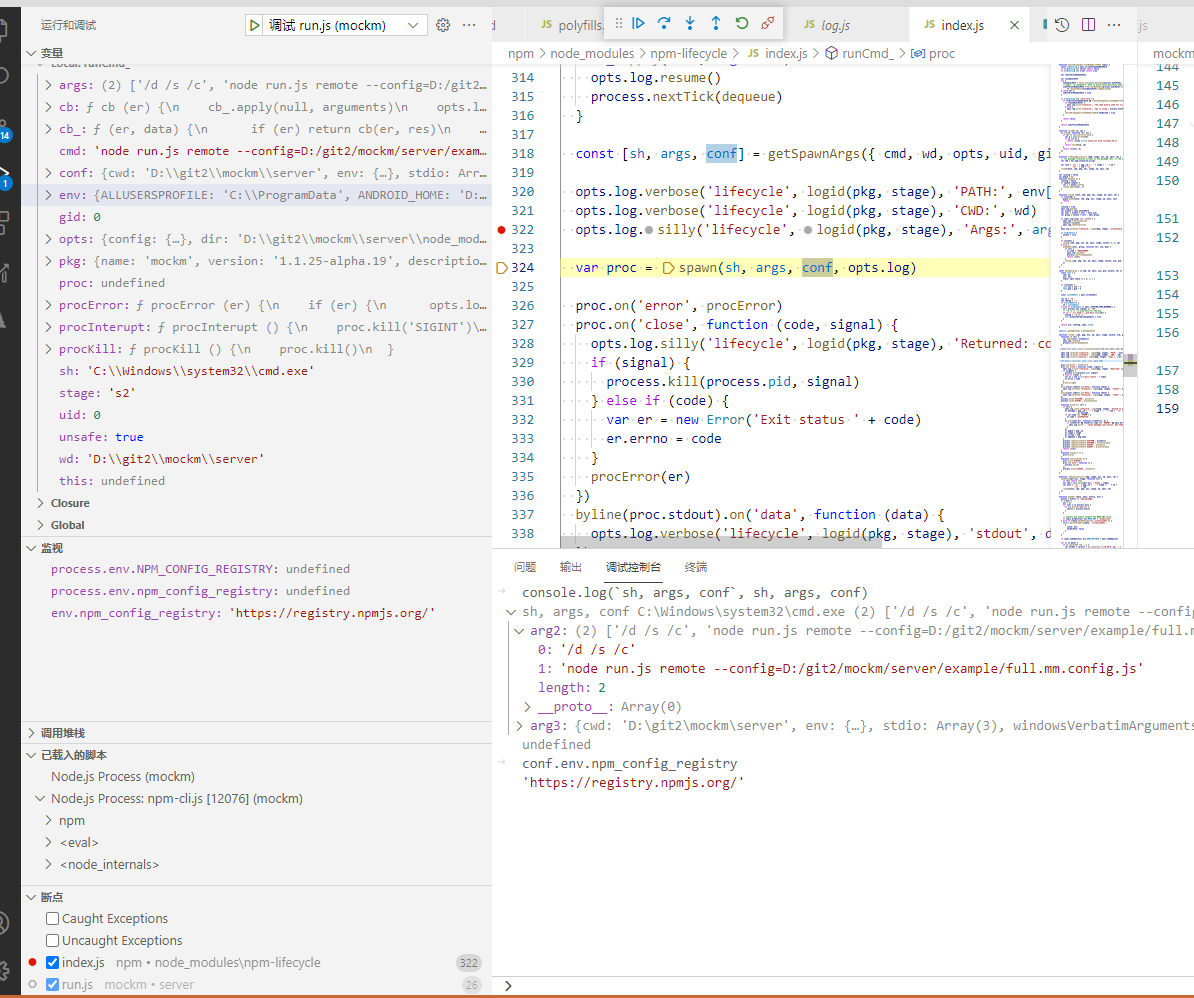 运行和调试
调试 run.js (mockm)
变量
Local: runCmd_
args: (2) ['/d /s /c', 'node run.js remote --config=D:/git2…
cb: ƒ cb (er) {\n    cb_.apply(null, arguments)\n    opts.l…
cb_: ƒ (er, data) {\n    if (er) return cb(er, res)\n    …
cmd: 'node run.js remote --config=D:/git2/mockm/server/exam…
conf: {cwd: 'D:\\git2\\mockm\\server', env: {…}, stdio: Arr…
env: {ALLUSERSPROFILE: 'C:\\ProgramData', ANDROID_HOME: 'D:…
gid: 0
opts: {config: {…}, dir: 'D:\\git2\\mockm\\server\\node_mod…
pkg: {name: 'mockm', version: '1.1.25-alpha.19', descriptio…
proc: undefined
procError: ƒ procError (er) {\n    if (er) {\n      opts.lo…
procInterupt: ƒ procInterupt () {\n    proc.kill('SIGINT')\…
procKill: ƒ procKill () {\n    proc.kill()\n  }
sh: 'C:\\Windows\\system32\\cmd.exe'
stage: 's2'
uid: 0
unsafe: true
wd: 'D:\\git2\\mockm\\server'
this: undefined
Closure
Global
监视
process.env.NPM_CONFIG_REGISTRY: undefined
process.env.npm_config_registry: undefined
env.npm_config_registry: 'https://registry.npmjs.org/'
调用堆栈
已载入的脚本
Node.js Process (mockm)
Node.js Process: npm-cli.js [12076] (mockm)
npm
<eval>
<node_internals>
断点
Caught Exceptions
Uncaught Exceptions
index.js npm • node_modules\npm-lifecycle 322
run.js mockm • server 26
14
1
JS polyfills.
JS log.js
JS index.js
js
npm > node_modules > npm-lifecycle > JS index.js > runCmd_ > proc
mockm
314 opts.log.resume()
315 process.nextTick(dequeue)
316 }
317
318 const [sh, args, conf] = getSpawnArgs({ cmd, wd, opts, uid, gi
319
320 opts.log.verbose('lifecycle', logid(pkg, stage), 'PATH:', env[
321 opts.log.verbose('lifecycle', logid(pkg, stage), 'CWD:', wd)
322 opts.log.silly('lifecycle', logid(pkg, stage), 'Args:', arg
323
324 var proc = spawn(sh, args, conf, opts.log)
325
326 proc.on('error', procError)
327 proc.on('close', function (code, signal) {
328 opts.log.silly('lifecycle', logid(pkg, stage), 'Returned: co
329 if (signal) {
330 process.kill(process.pid, signal)
331 } else if (code) {
332 var er = new Error('Exit status ' + code)
333 er.errno = code
334 }
335 procError(er)
336 })
337 byline(proc.stdout).on('data', function (data) {
338 opts.log.verbose('lifecycle', logid(pkg, stage), 'stdout', d
144
145
146
147
148
149
150
151
152
153
154
155
156
157
158
159
问题 输出 调试控制台 终端
console.log(`sh, args, conf`, sh, args, conf)
sh, args, conf C:\Windows\system32\cmd.exe (2) ['/d /s /c', 'node run.js remote --config
arg2: (2) ['/d /s /c', 'node run.js remote --config=D:/git2/mockm/server/example/full.m
0: '/d /s /c'
1: 'node run.js remote --config=D:/git2/mockm/server/example/full.mm.config.js'
length: 2
__proto__: Array(0)
arg3: {cwd: 'D:\git2\mockm\server', env: {…}, stdio: Array(3), windowsVerbatimArguments
undefined
conf.env.npm_config_registry
'https://registry.npmjs.org/'